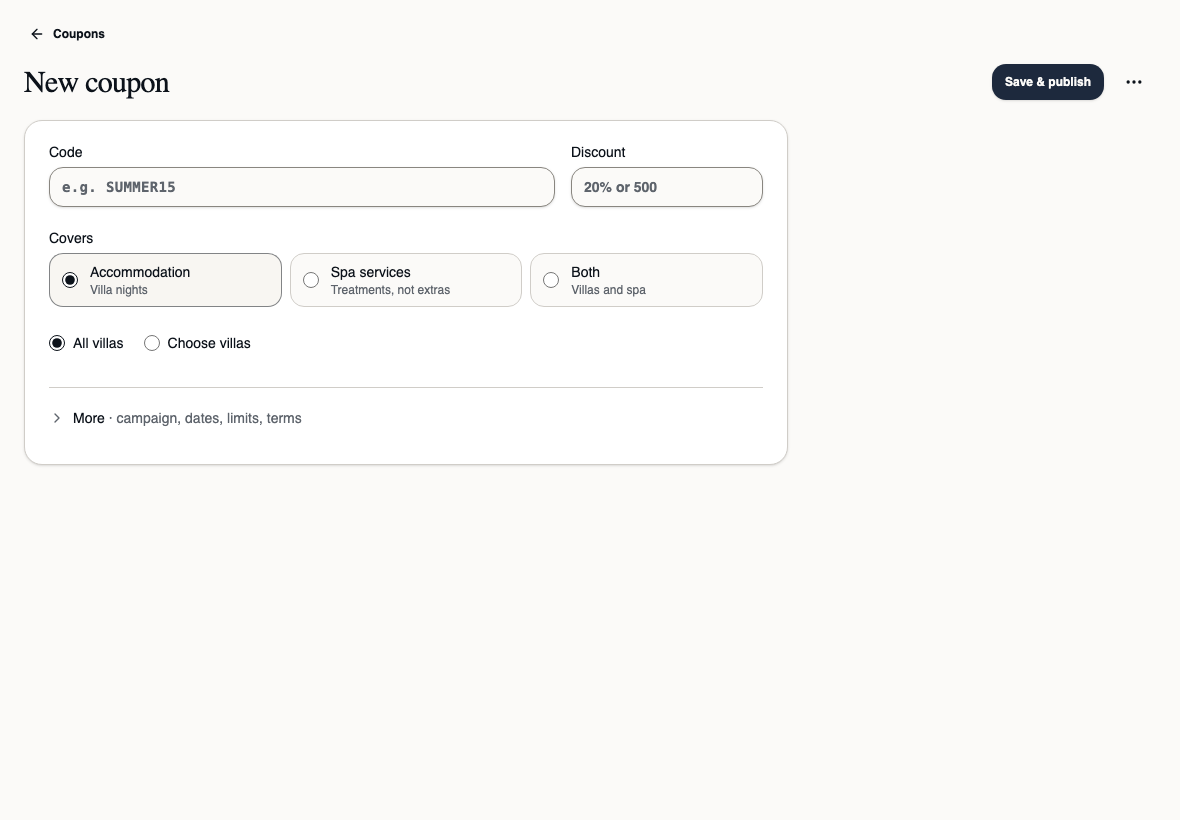 Coupons
New coupon
Save & publish
Code
Discount
e.g. SUMMER15
20% or 500
Covers
Accommodation
Villa nights
Spa services
Treatments, not extras
Both
Villas and spa
All villas
Choose villas
More · campaign, dates, limits, terms